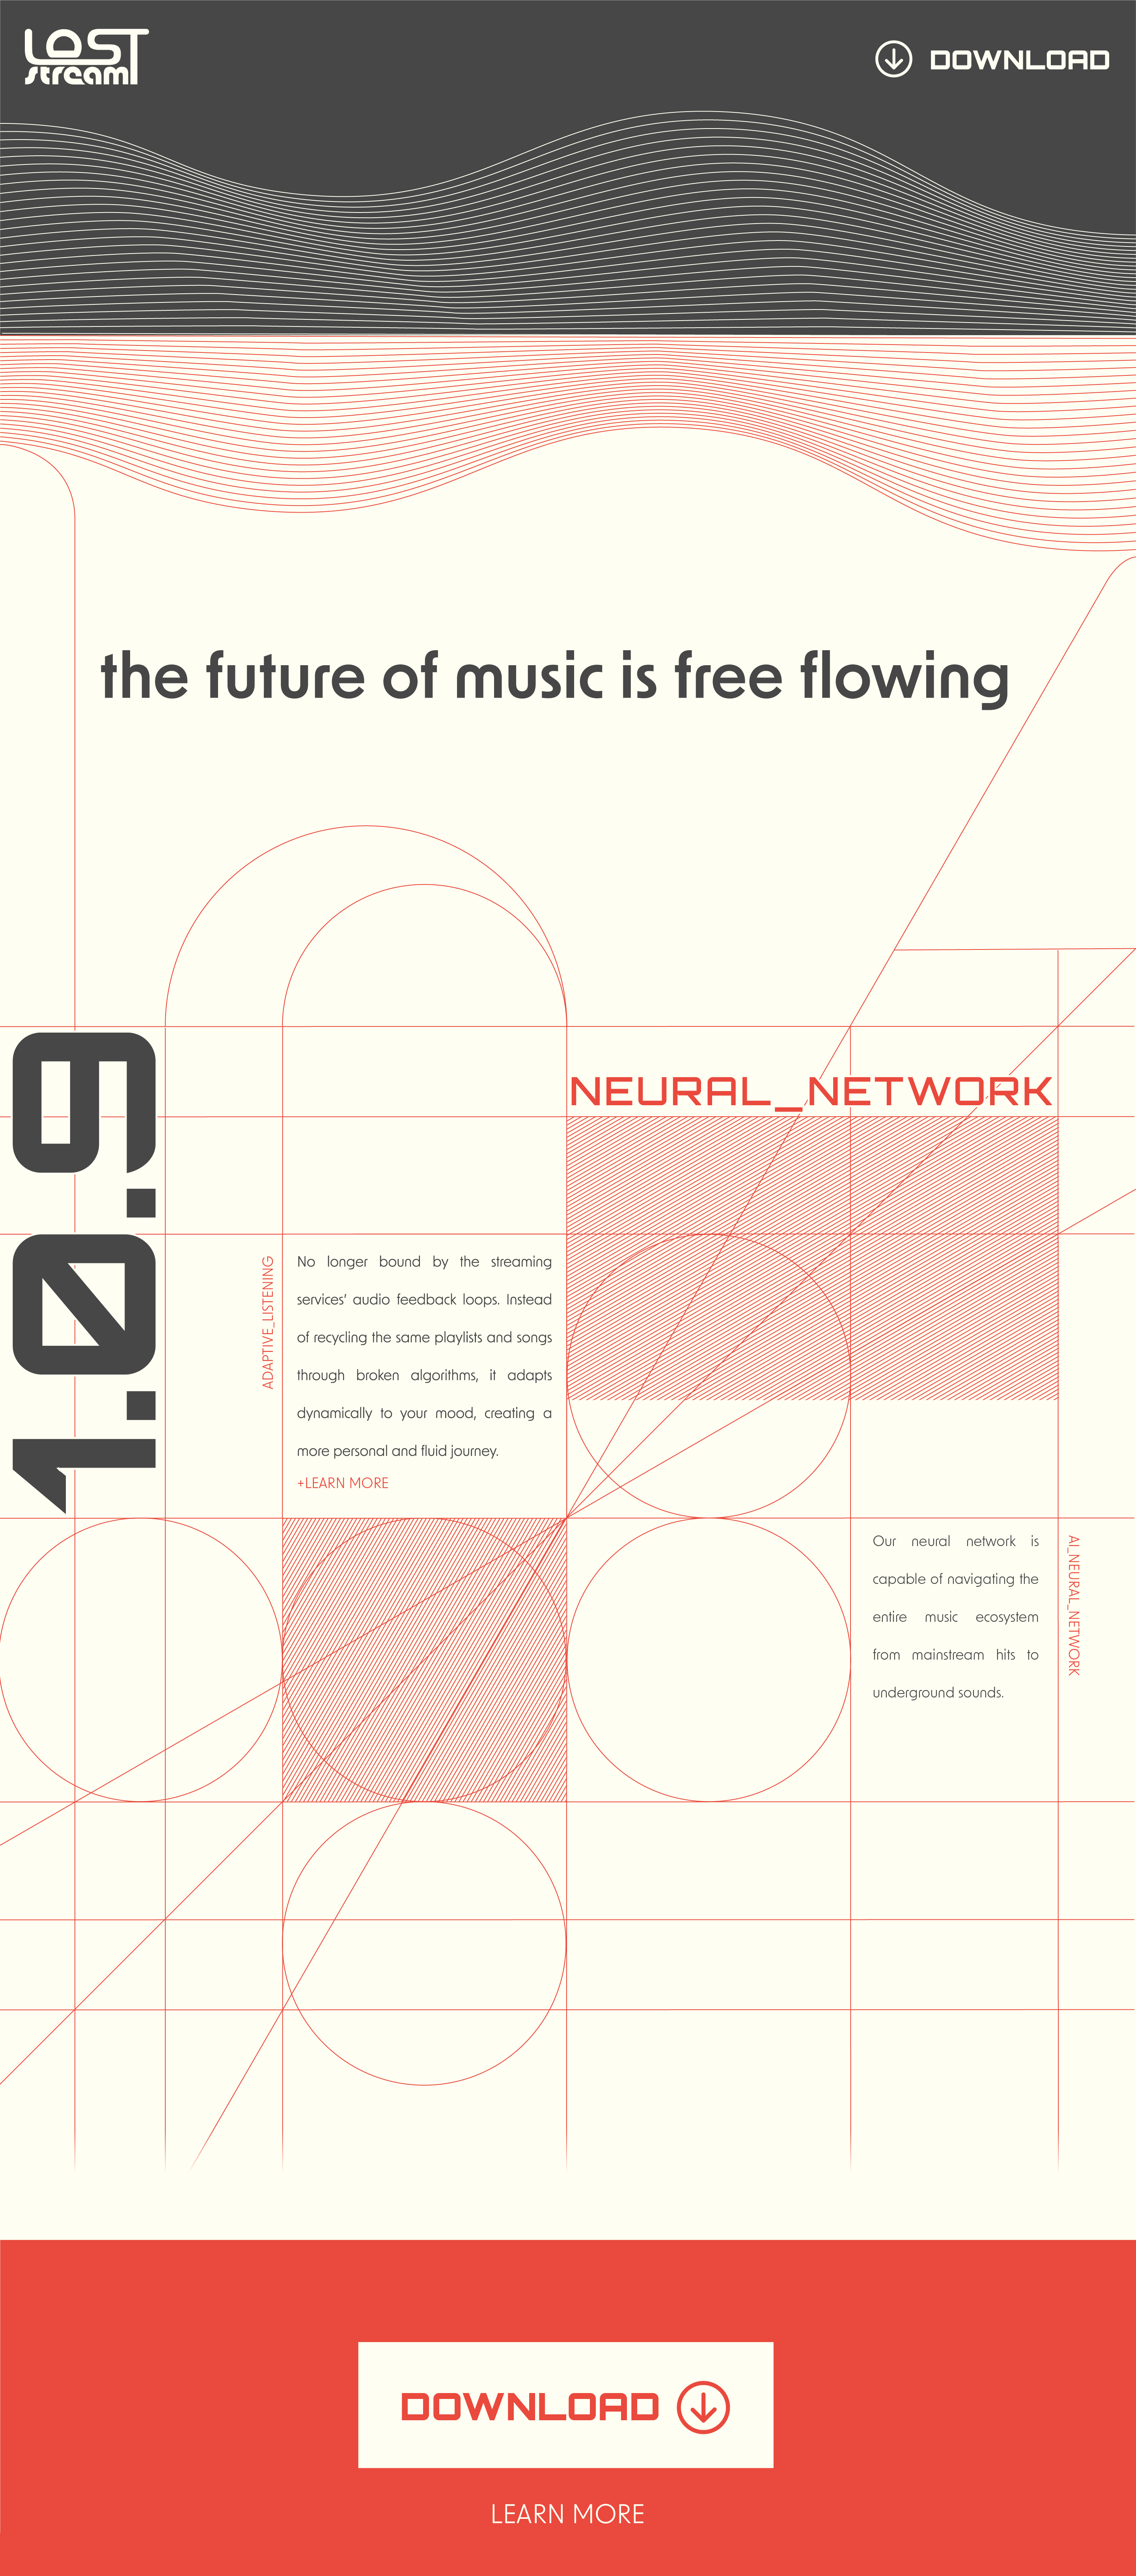 LOST
stream
DOWNLOAD
the future of music is free flowing
1.0.9
NEURAL_NETWORK
ADAPTIVE_LISTENING
No longer bound by the streaming
services' audio feedback loops. Instead
of recycling the same playlists and songs
through broken algorithms, it adapts
dynamically to your mood, creating a
more personal and fluid journey.
+LEARN MORE
Our neural network is
capable of navigating the
entire music ecosystem
from mainstream hits to
underground sounds.
AI_NEURAL_NETWORK
DOWNLOAD
LEARN MORE